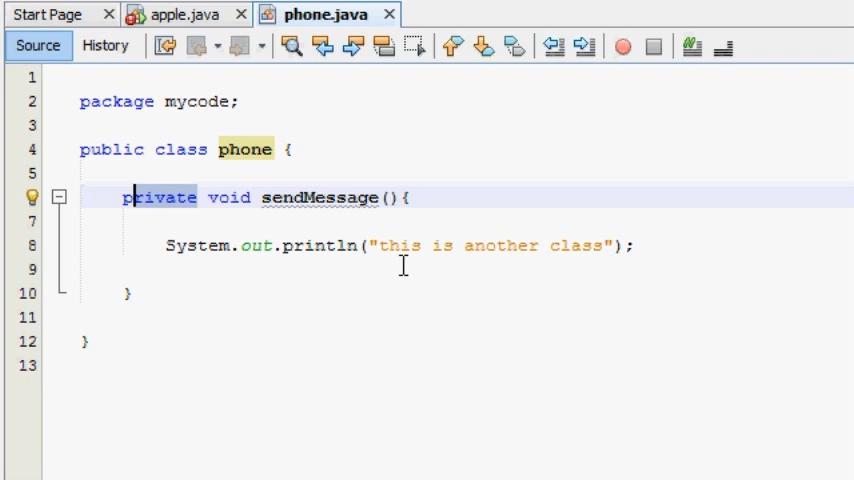 Start Page apple.java phone.java
Source History
1
2 package mycode;
3
4 public class phone {
5
6 private void sendMessage(){
7
8 System.out.println("this is another class");
9
10 }
11
12 }
13